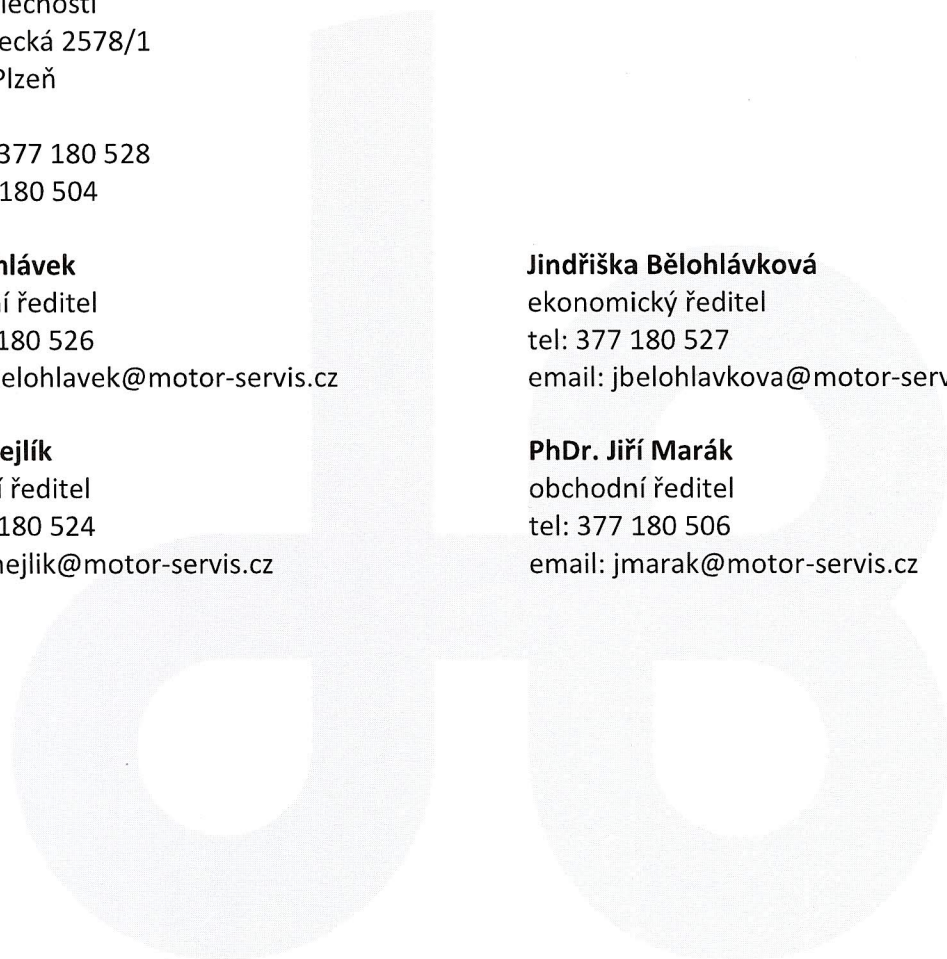 ecká 2578/1
Plzeň
377 180 528
180 504
hlávek
í ředitel
180 526
elohlavek@motor-servis.cz
ejlík
í ředitel
180 524
nejlik@motor-servis.cz
Jindřiška Bělohlávková
ekonomický ředitel
tel: 377 180 527
email: jbelohlavkova@motor-serv
PhDr. Jiří Marák
obchodní ředitel
tel: 377 180 506
email: jmarak@motor-servis.cz